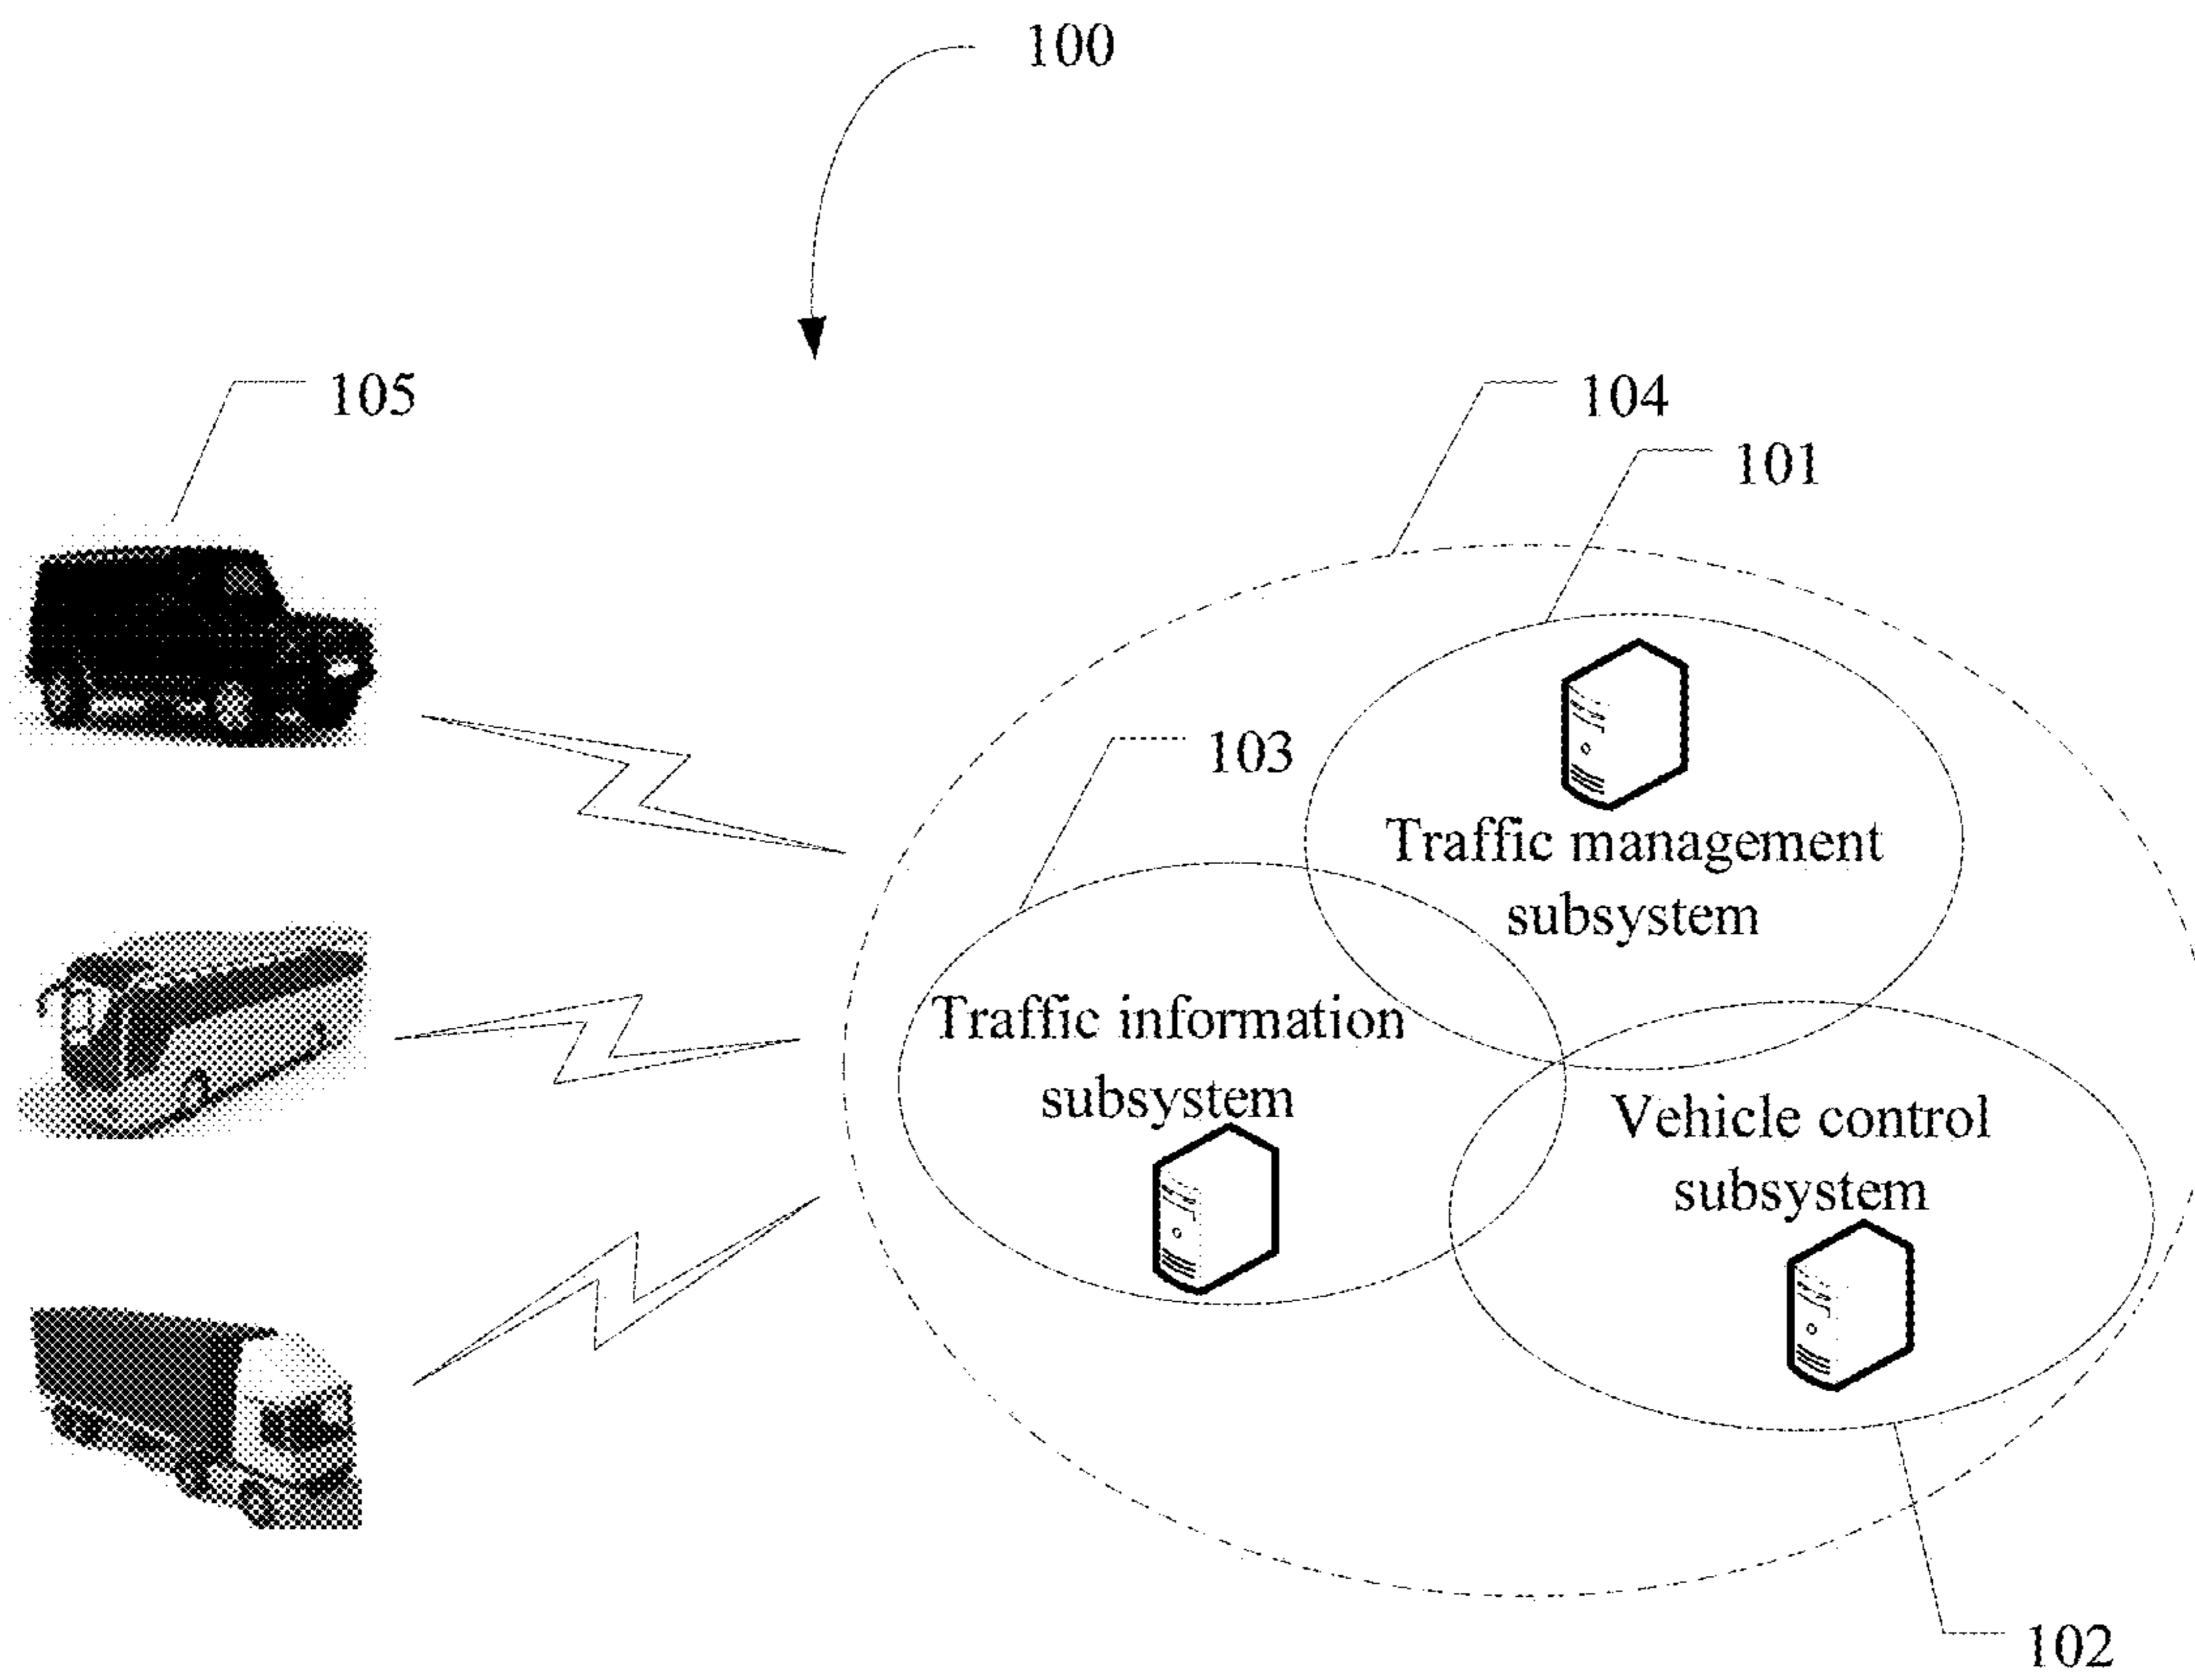 100
105
104
101
103
Traffic management
subsystem
Traffic information
subsystem
Vehicle control
subsystem
102